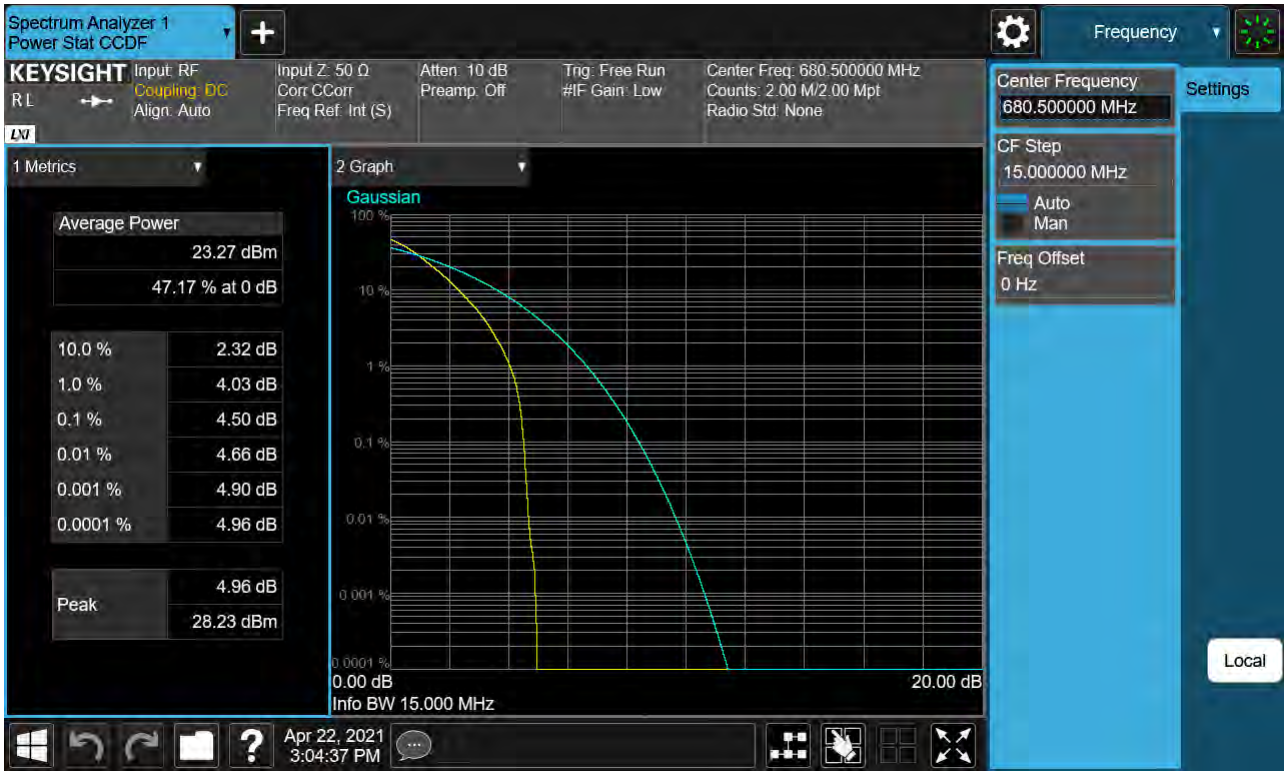 Spectrum Analyzer 1
Power Stat CCDF
+
Frequency
KEYSIGHT
R L
LXI
Input: RF
Coupling: DC
Align: Auto
Input Z: 50 Ω
Corr CCorr
Freq Ref: Int (S)
Atten: 10 dB
Preamp: Off
Trig: Free Run
#IF Gain: Low
Center Freq: 680.500000 MHz
Counts: 2.00 M/2.00 Mpt
Radio Std: None
Center Frequency
680.500000 MHz
Settings
CF Step
15.000000 MHz
Auto
Man
Freq Offset
0 Hz
1 Metrics
Average Power
23.27 dBm
47.17 % at 0 dB
10.0 % 2.32 dB
1.0 % 4.03 dB
0.1 % 4.50 dB
0.01 % 4.66 dB
0.001 % 4.90 dB
0.0001 % 4.96 dB
Peak
4.96 dB
28.23 dBm
2 Graph
Gaussian
100 %
10 %
1 %
0.1 %
0.01 %
0.001 %
0.0001 %
0.00 dB 20.00 dB
Info BW 15.000 MHz
Local
?
Apr 22, 2021
3:04:37 PM